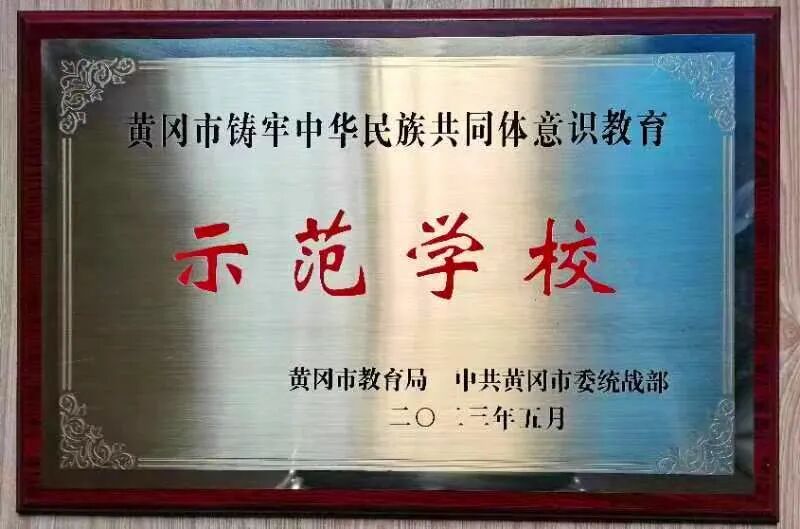 黄冈市铸牢中华民族共同体意识教育
示范学校
黄冈市教育局 中共黄冈市委统战部
二〇二三年五月